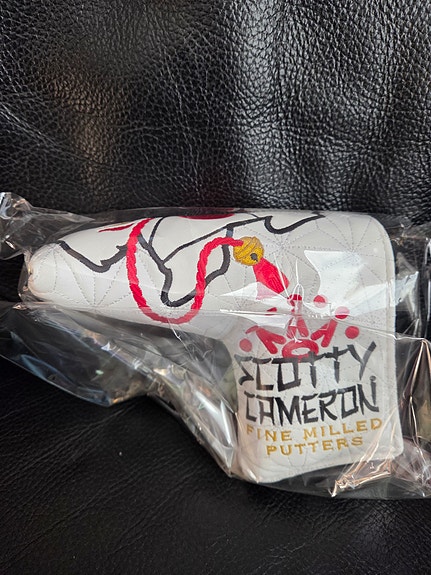 SCOTTY
CAMERON
FINE MILLED
PUTTERS